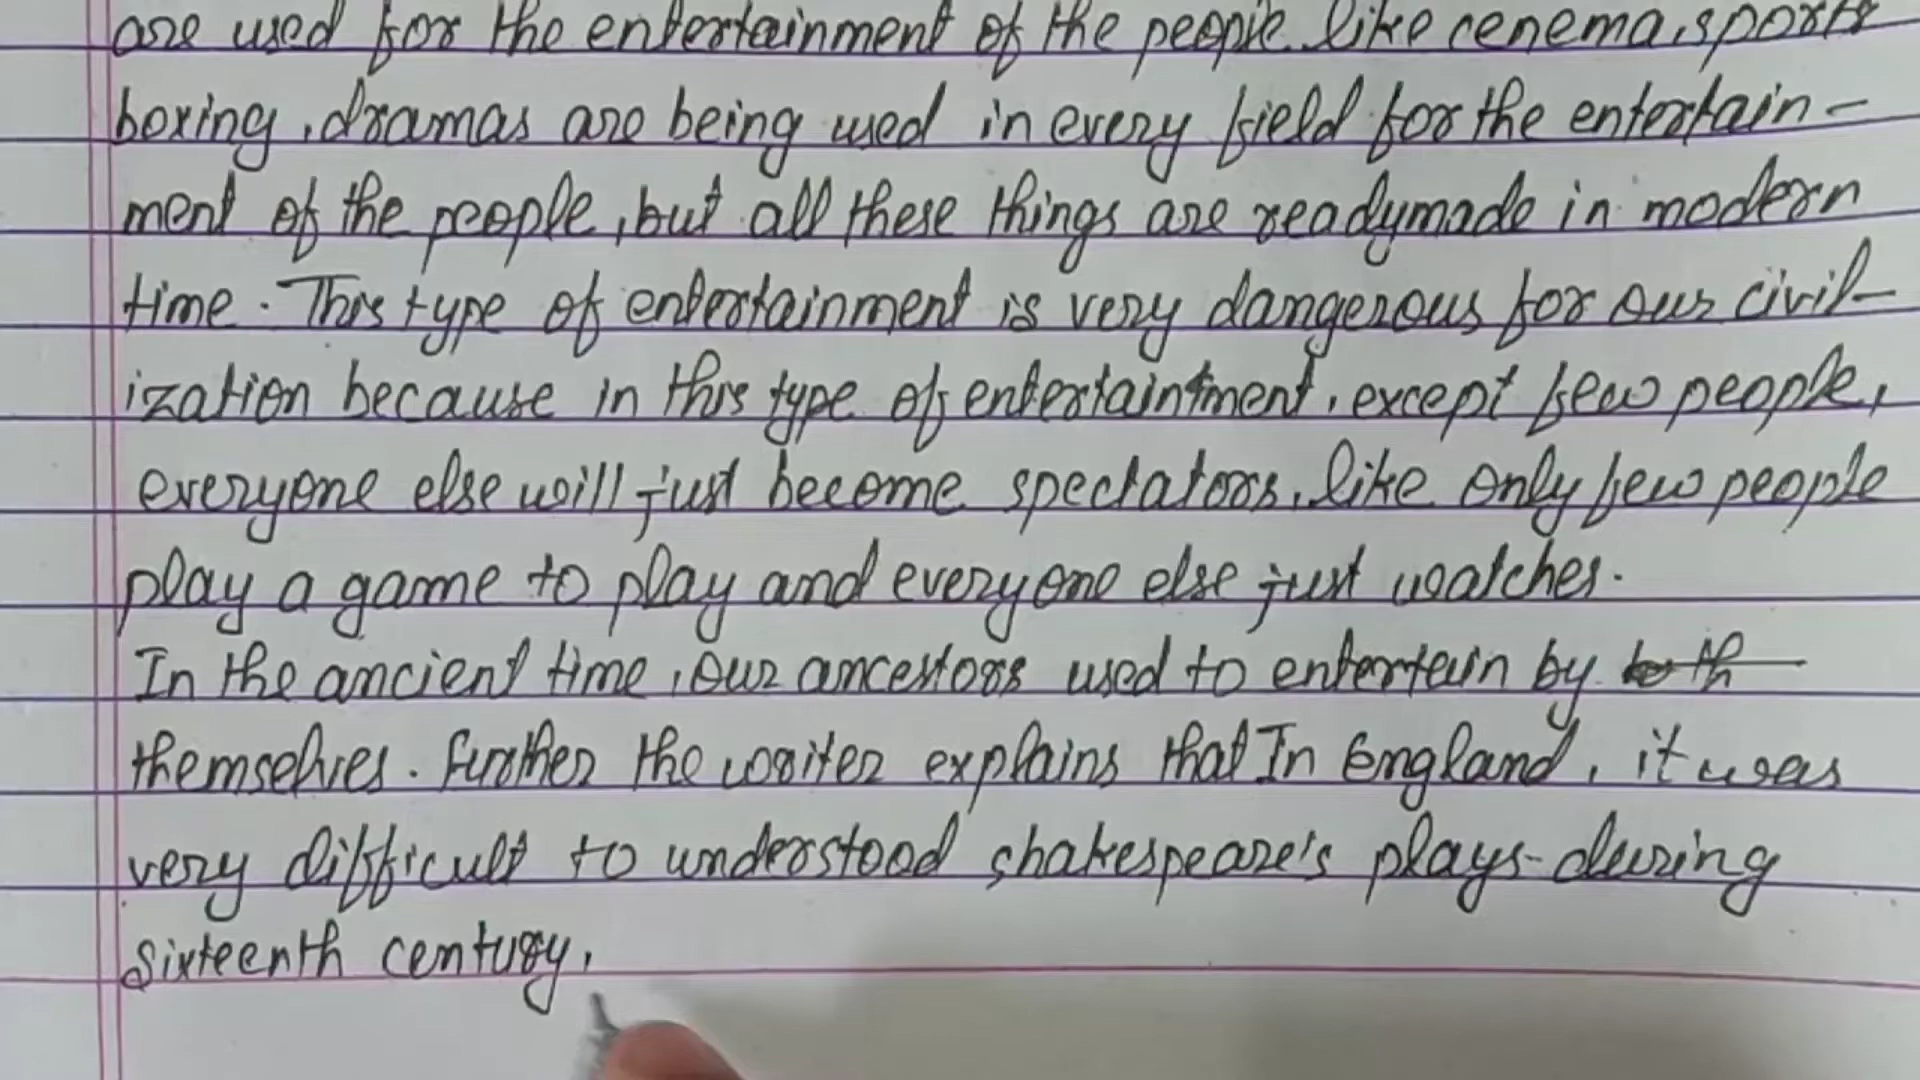 are used for the entertainment of the people like cenema, sports
boxing, dramas are being used in every field for the entertain-
ment of the people, but all these things are readymade in modern
time. This type of entertainment is very dangerous for our civil-
ization because in this type of entertaintment, except few people,
everyone else will just become spectators, like only few people
play a game to play and everyone else just watches.
In the ancient time, our ancestors used to entertain by
themselves. Further the writer explains that In England, it was
very difficult to understood shakespeare's plays during
sixteenth century,